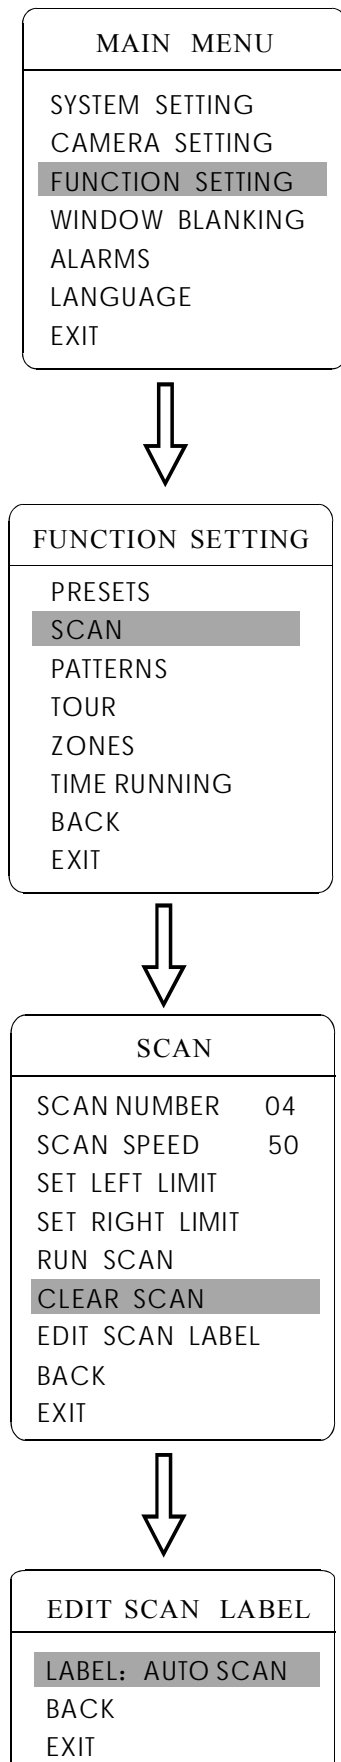 MAIN MENU
SYSTEM SETTING
CAMERA SETTING
FUNCTION SETTING
WINDOW BLANKING
ALARMS
LANGUAGE
EXIT
FUNCTION SETTING
PRESETS
SCAN
PATTERNS
TOUR
ZONES
TIME RUNNING
BACK
EXIT
SCAN
SCAN NUMBER 04
SCAN SPEED 50
SET LEFT LIMIT
SET RIGHT LIMIT
RUN SCAN
CLEAR SCAN
EDIT SCAN LABEL
BACK
EXIT
EDIT SCAN LABEL
LABEL: AUTO SCAN
BACK
EXIT